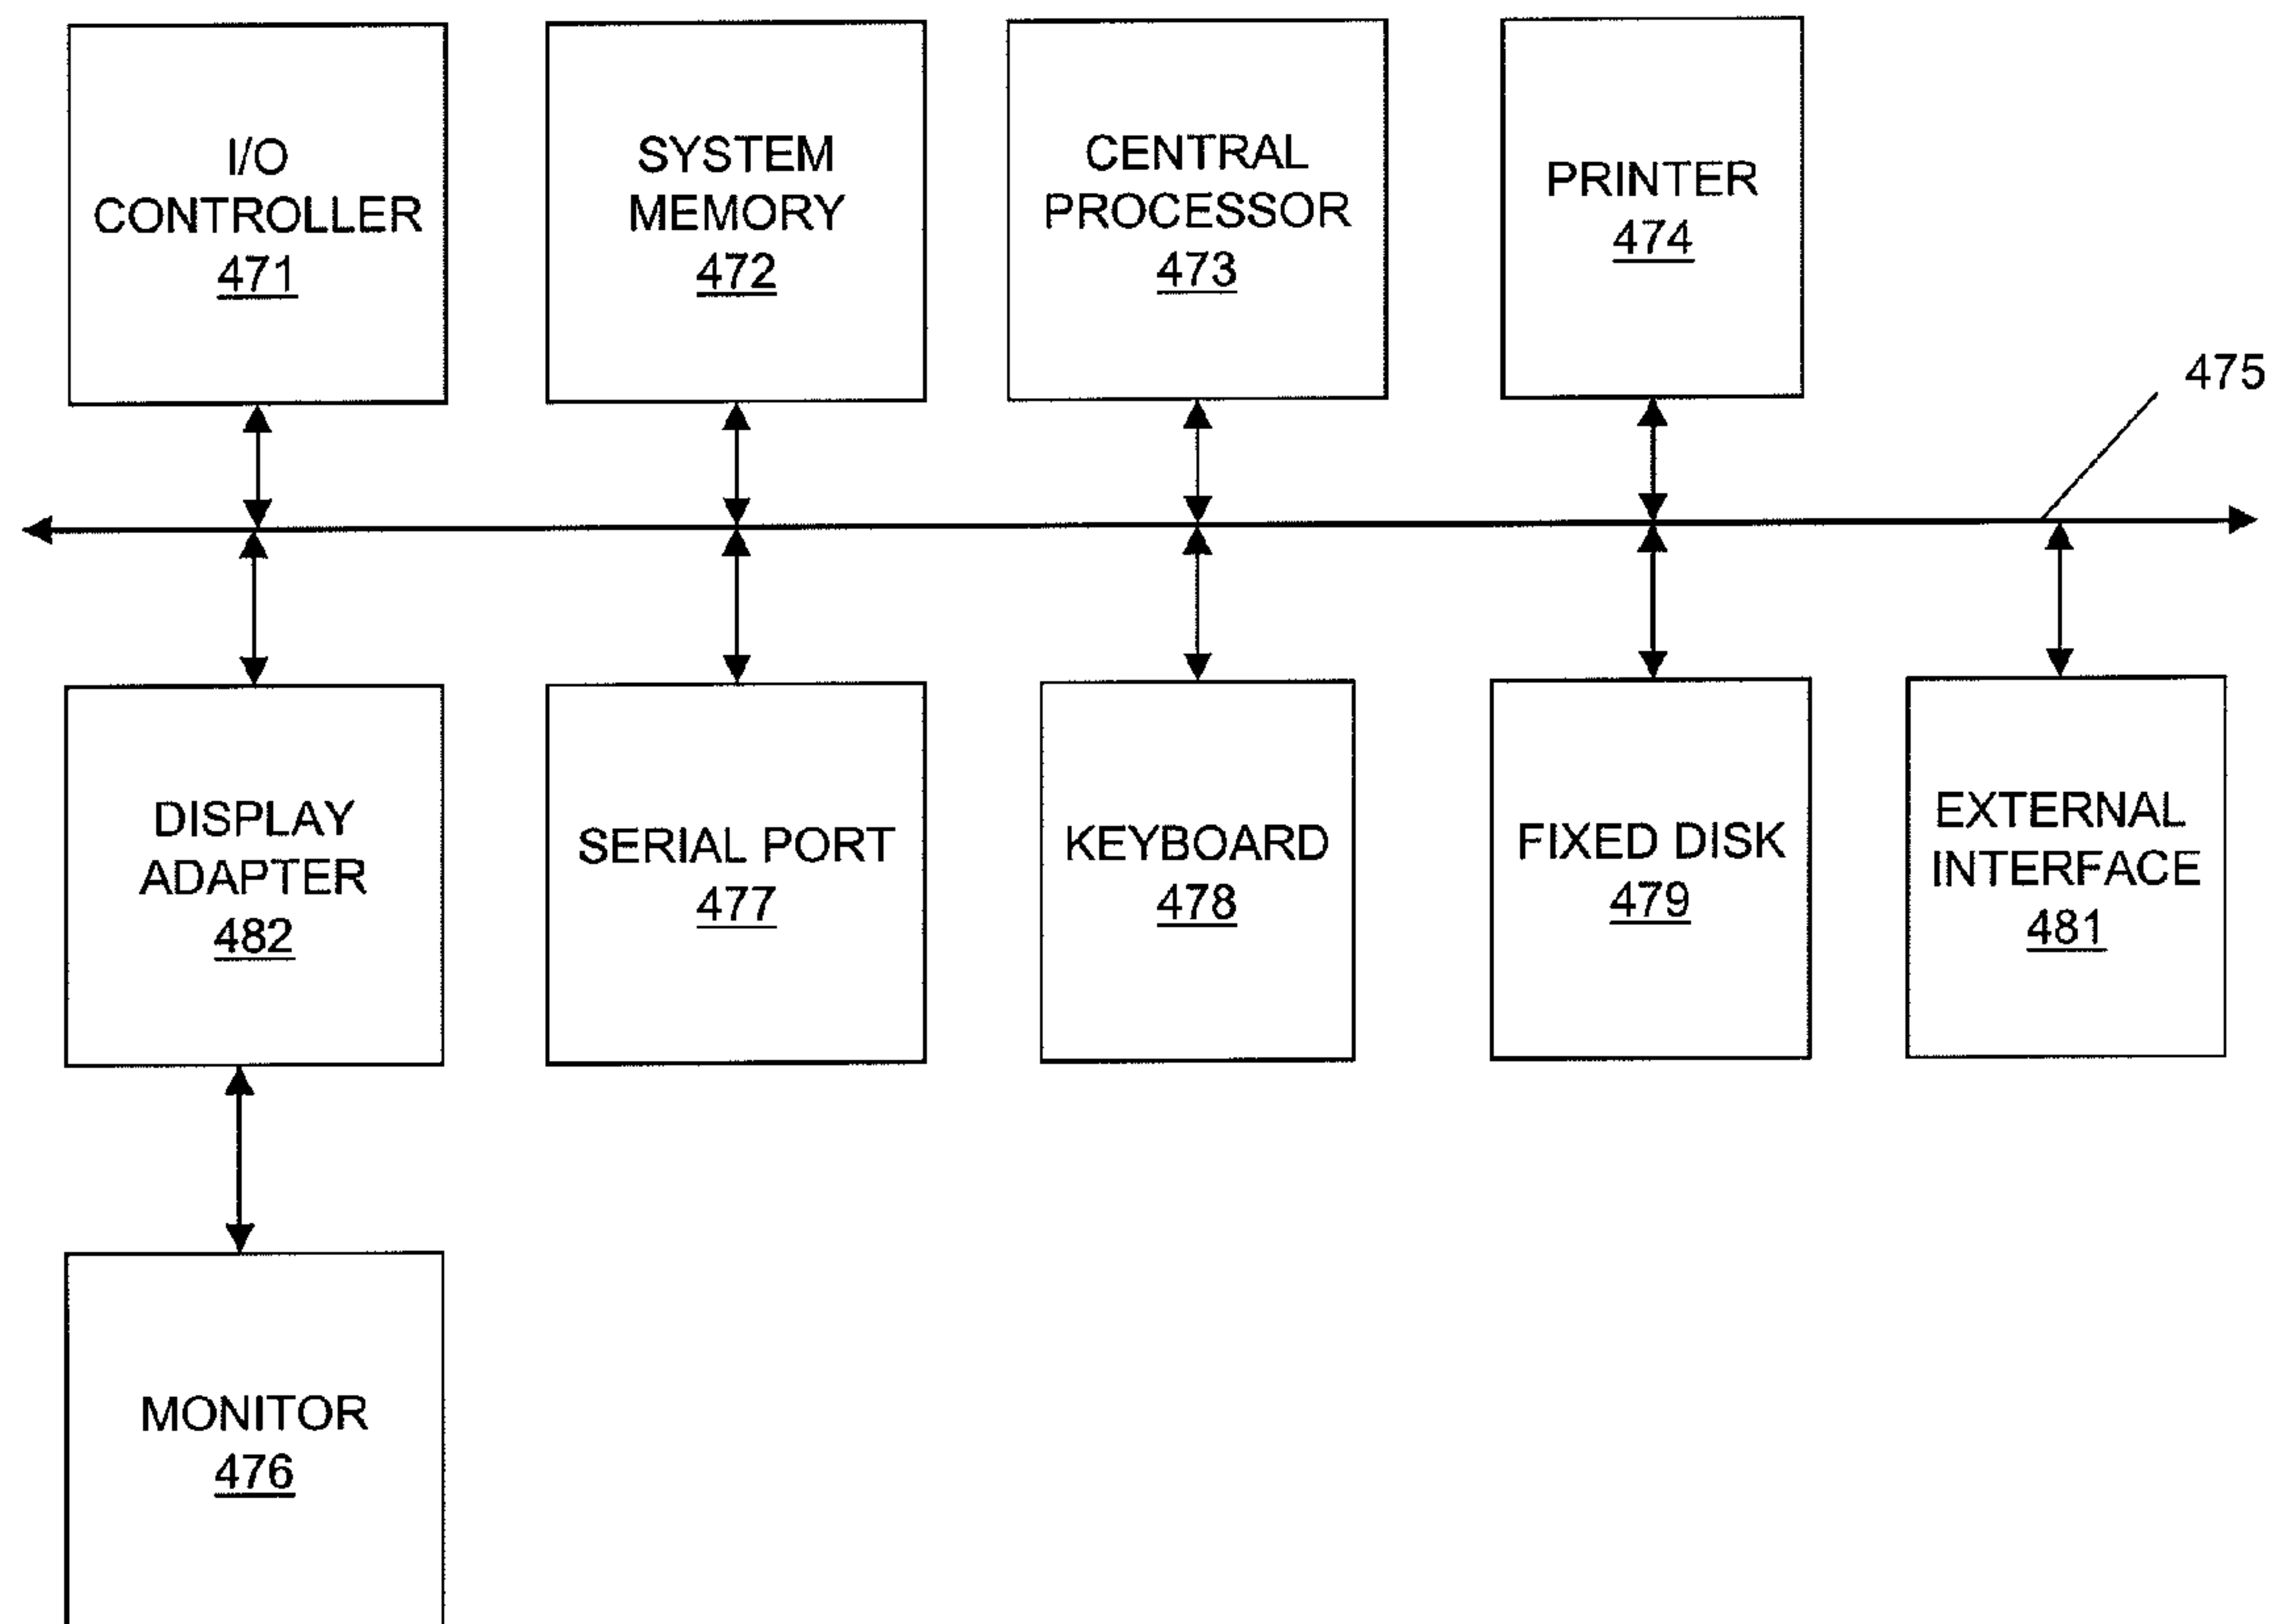 I/O
CONTROLLER
471
SYSTEM
MEMORY
472
CENTRAL
PROCESSOR
473
PRINTER
474
475
DISPLAY
ADAPTER
482
SERIAL PORT
477
KEYBOARD
478
FIXED DISK
479
EXTERNAL
INTERFACE
481
MONITOR
476